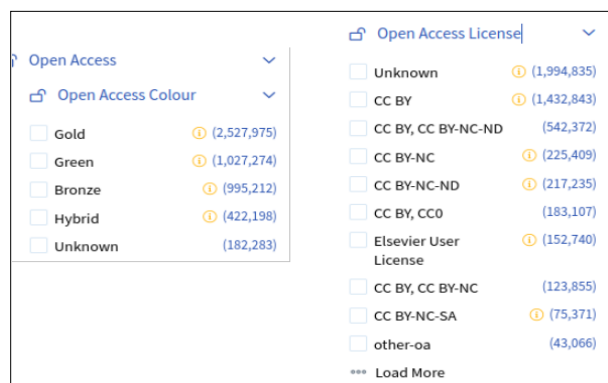 Open Access
Open Access Colour
Gold (2,527,975)
Green (1,027,274)
Bronze (995,212)
Hybrid (422,198)
Unknown (182,283)
Open Access License
Unknown (1,994,835)
CC BY (1,432,843)
CC BY, CC BY-NC-ND (542,372)
CC BY-NC (225,409)
CC BY-NC-ND (217,235)
CC BY, CC0 (183,107)
Elsevier User (152,740)
License
CC BY, CC BY-NC (123,855)
CC BY-NC-SA (75,371)
other-oa (43,066)
Load More